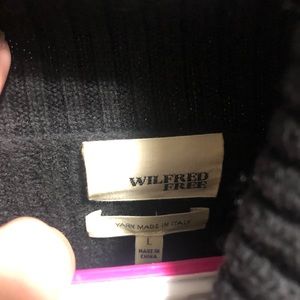 WILFRED
FREE
YARN MADE IN ITALY
L
MADE IN
CHINA